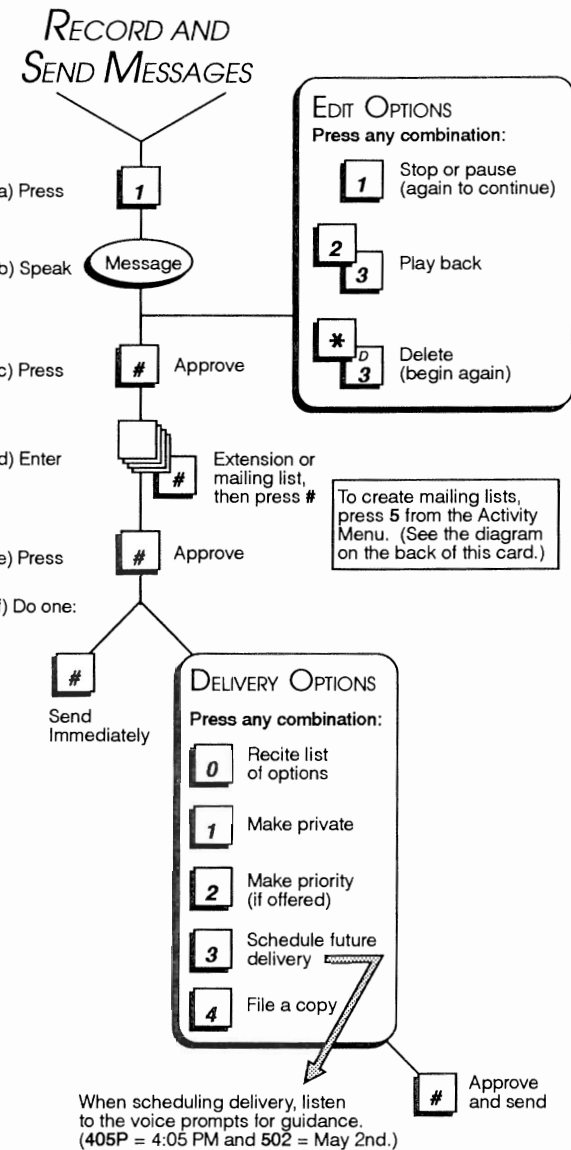 RECORD AND
SEND MESSAGES
a) Press
1
b) Speak
Message
EDIT OPTIONS
Press any combination:
1
Stop or pause
(again to continue)
2
3
Play back
*
D
3
Delete
(begin again)
c) Press
#
Approve
d) Enter
#
Extension or
mailing list,
then press #
To create mailing lists,
press 5 from the Activity
Menu. (See the diagram
on the back of this card.)
e) Press
#
Approve
f) Do one:
#
Send
Immediately
DELIVERY OPTIONS
Press any combination:
0
Recite list
of options
1
Make private
2
Make priority
(if offered)
3
Schedule future
delivery
4
File a copy
#
Approve
and send
When scheduling delivery, listen
to the voice prompts for guidance.
(405P = 4:05 PM and 502 = May 2nd.)